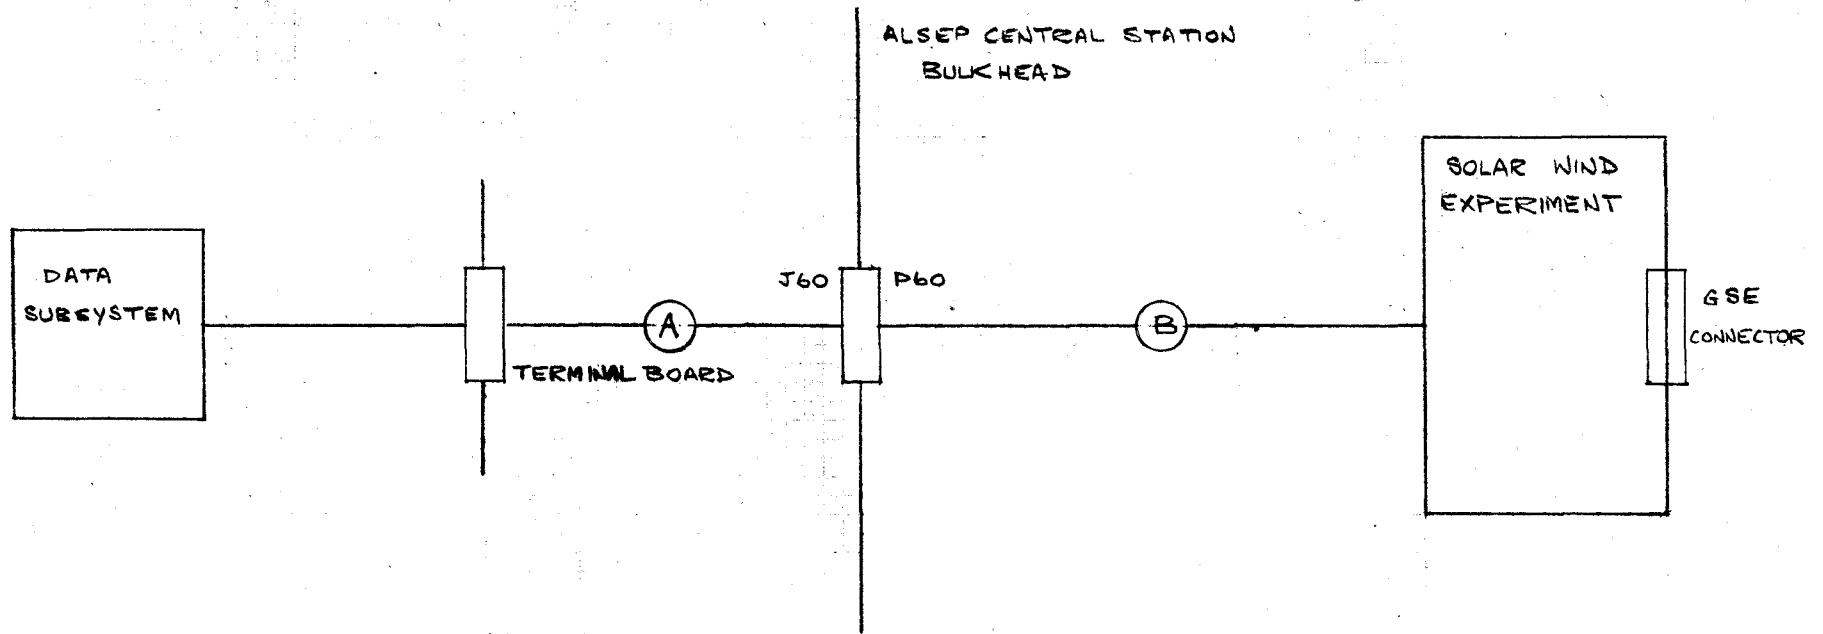 ALSEP CENTRAL STATION
BULKHEAD
SOLAR WIND
EXPERIMENT
DATA
SUBSYSTEM
J60
P60
GSE
CONNECTOR
A
B
TERMINAL BOARD